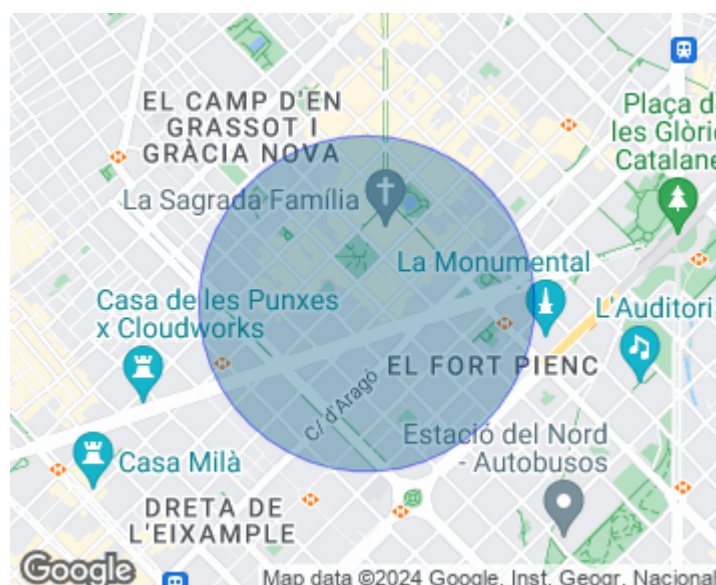 EL CAMP D'EN
GRASSOT I
GRÀCIA NOVA
Plaça d
les Glòri
Catalane
La Sagrada Família
La Monumental
Casa de les Punxes
x Cloudworks
L'Auditori
EL FORT PIENC
C/ d'Aragó
Estació del Nord
- Autobusos
Casa Milà
DRETA DE
L'EIXAMPLE
Google
Map data ©2024 Google, Inst. Geogr. Nacional